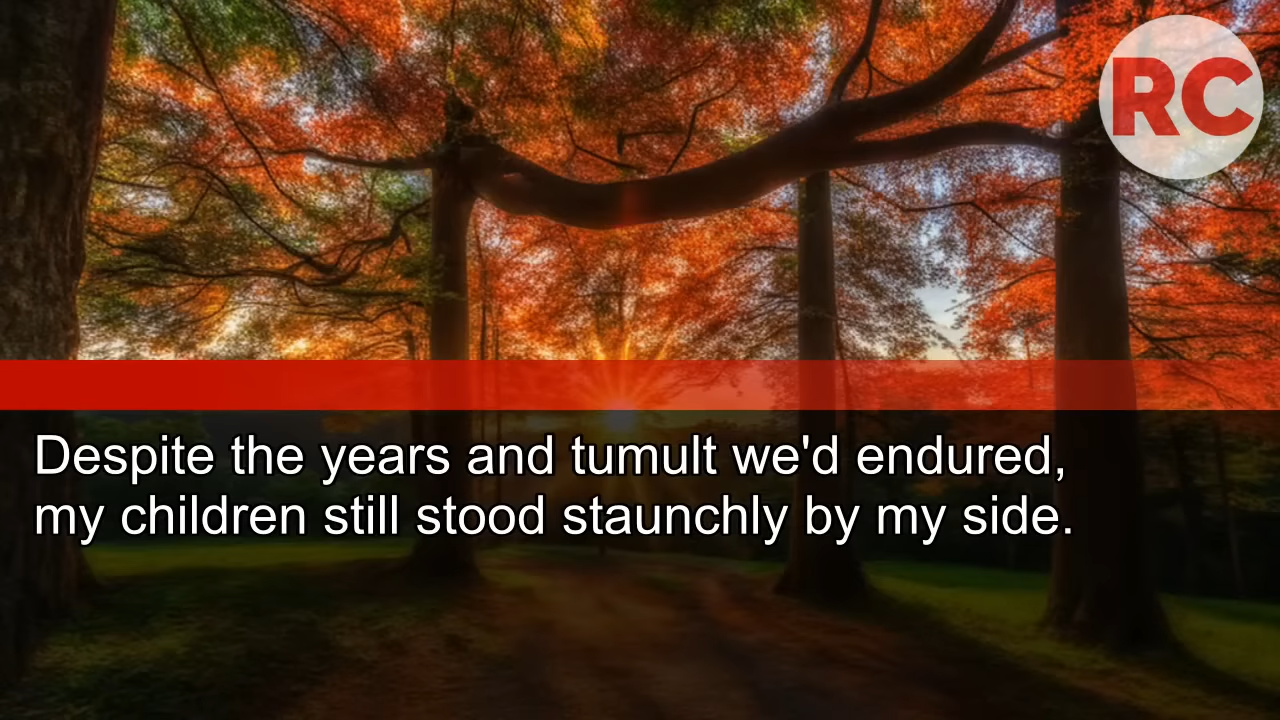 RC
Despite the years and tumult we'd endured,
my children still stood staunchly by my side.